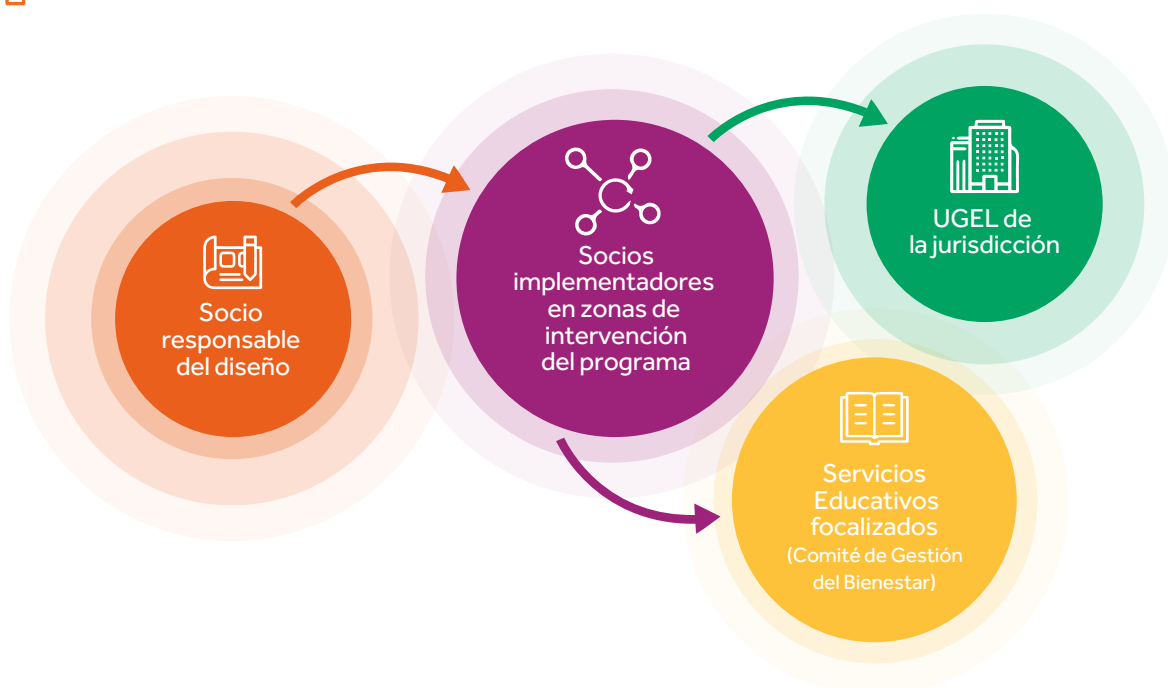 Socio
responsable
del diseño
Socios
implementadores
en zonas de
intervención
del programa
UGEL de
la jurisdicción
Servicios
Educativos
focalizados
(Comité de Gestión
del Bienestar)